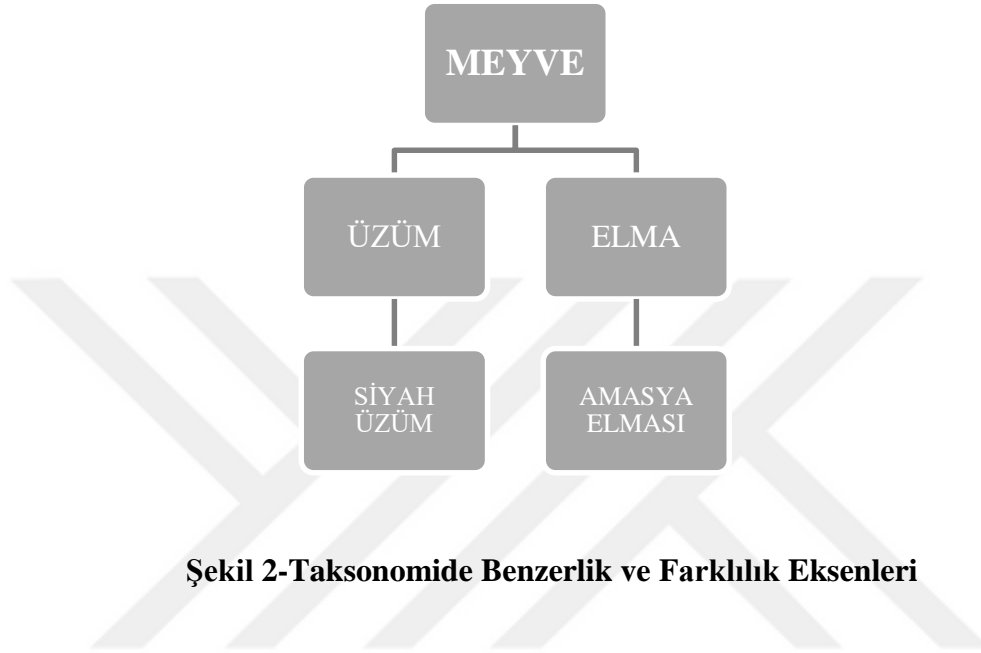 MEYVE
ÜZÜM
ELMA
SİYAH
ÜZÜM
AMASYA
ELMASI
Şekil 2-Taksonomide Benzerlik ve Farklılık Eksenleri